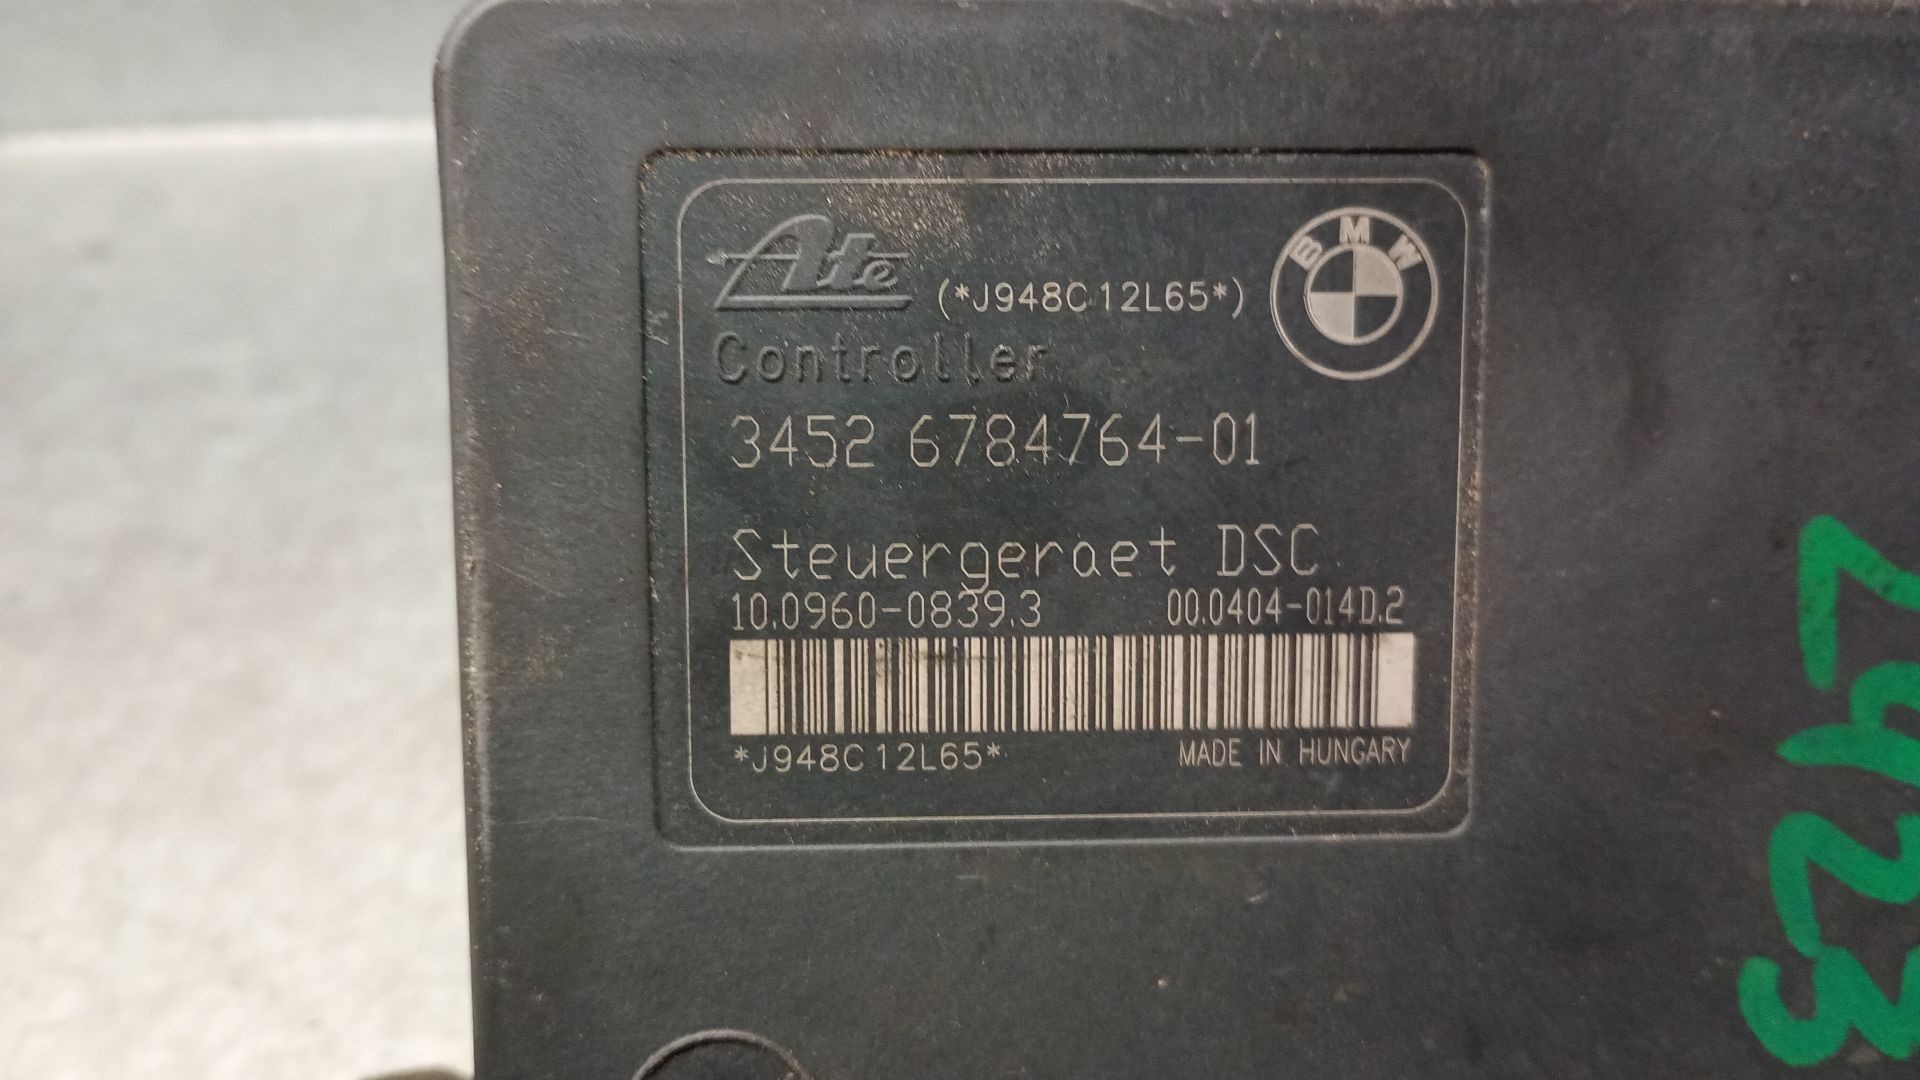 Ate (*J948C12L65*)
BMW
Controller
3452 6784764-01
Steuergeraet DSC
10.0960-0839.3 00.0404-014D.2
*J948C12L65* MADE IN HUNGARY